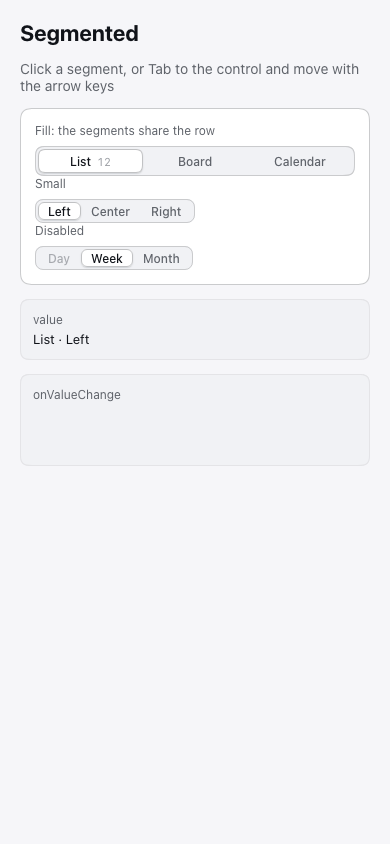 Segmented
Click a segment, or Tab to the control and move with
the arrow keys
Fill: the segments share the row
List 12 Board Calendar
Small
Left Center Right
Disabled
Day Week Month
value
List · Left
onValueChange